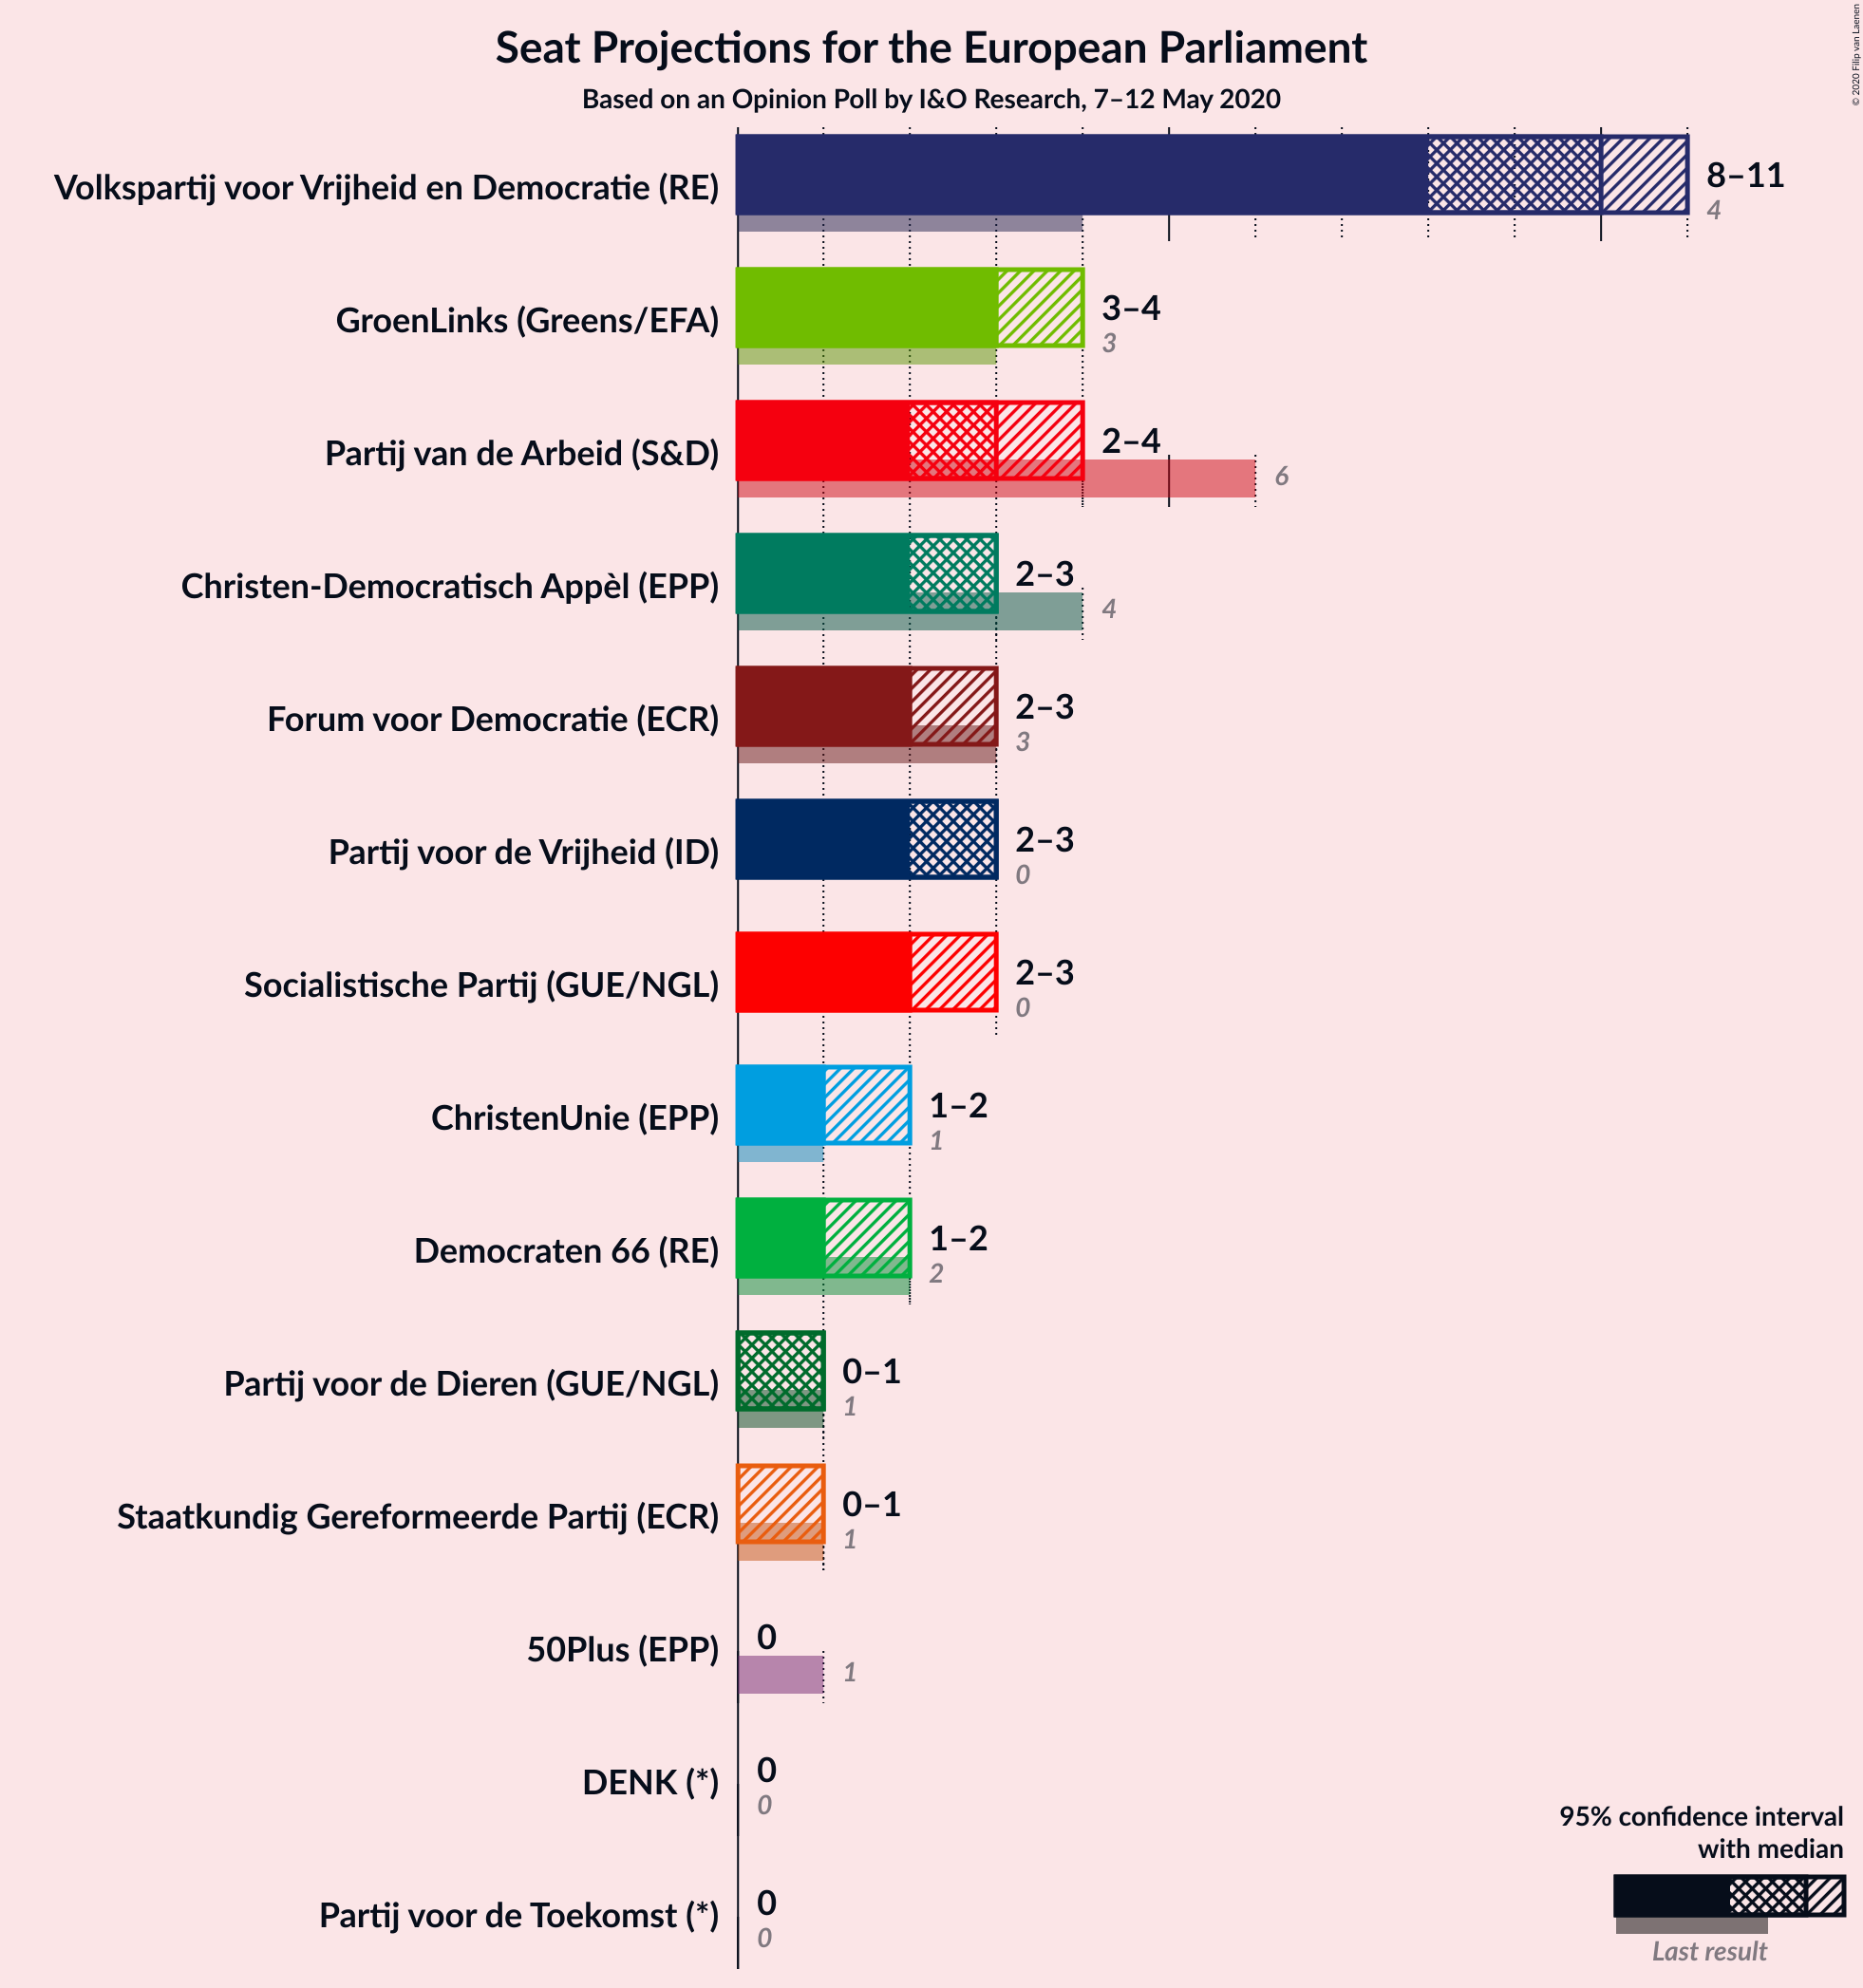 Seat Projections for the European Parliament
Based on an Opinion Poll by I&O Research, 7–12 May 2020
© 2020 Filip van Laenen
Volkspartij voor Vrijheid en Democratie (RE)
8–11
4
GroenLinks (Greens/EFA)
3–4
3
Partij van de Arbeid (S&D)
2–4
6
Christen-Democratisch Appèl (EPP)
2–3
4
Forum voor Democratie (ECR)
2–3
3
Partij voor de Vrijheid (ID)
2–3
0
Socialistische Partij (GUE/NGL)
2–3
0
ChristenUnie (EPP)
1–2
1
Democraten 66 (RE)
1–2
2
Partij voor de Dieren (GUE/NGL)
0–1
1
Staatkundig Gereformeerde Partij (ECR)
0–1
1
50Plus (EPP)
0
1
DENK (*)
0
0
Partij voor de Toekomst (*)
0
0
95% confidence interval
with median
Last result